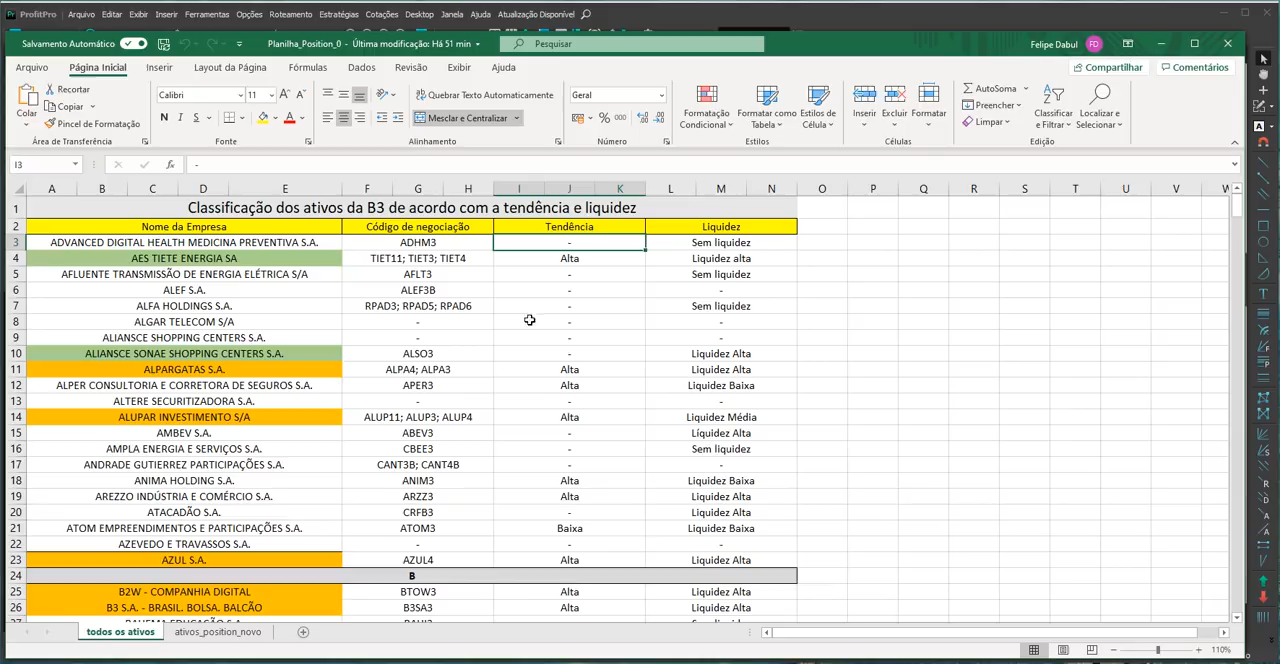 ProfitPro Arquivo Editar Exibir Inserir Ferramentas Opções Roteamento Estratégias Cotações Desktop Janela Ajuda Atualização Disponível
Salvamento Automático Planilha_Position_0 - Última modificação: Há 51 min Pesquisar Felipe Dabul FD
Arquivo Página Inicial Inserir Layout da Página Fórmulas Dados Revisão Exibir Ajuda Compartilhar Comentários
Colar Recortar Copiar Pincel de Formatação
Calibri 11 N I S A
Quebrar Texto Automaticamente
Mesclar e Centralizar
Geral % 000
Formatação Condicional Formatar como Tabela Estilos de Célula
Inserir Excluir Formatar
AutoSoma Preencher Limpar
Classificar e Filtrar Localizar e Selecionar
Área de Transferência Fonte Alinhamento Número Estilos Células Edição
I3 fx -
A B C D E F G H I J K L M N O P Q R S T U V W
1 Classificação dos ativos da B3 de acordo com a tendência e liquidez
2 Nome da Empresa Código de negociação Tendência Liquidez
3 ADVANCED DIGITAL HEALTH MEDICINA PREVENTIVA S.A. ADHM3 - Sem liquidez
4 AES TIETE ENERGIA SA TIET11; TIET3; TIET4 Alta Liquidez alta
5 AFLUENTE TRANSMISSÃO DE ENERGIA ELÉTRICA S/A AFLT3 - Sem liquidez
6 ALEF S.A. ALEF3B - -
7 ALFA HOLDINGS S.A. RPAD3; RPAD5; RPAD6 - Sem liquidez
8 ALGAR TELECOM S/A - - -
9 ALIANSCE SHOPPING CENTERS S.A. - - -
10 ALIANSCE SONAE SHOPPING CENTERS S.A. ALSO3 - Liquidez Alta
11 ALPARGATAS S.A. ALPA4; ALPA3 Alta Liquidez Alta
12 ALPER CONSULTORIA E CORRETORA DE SEGUROS S.A. APER3 Alta Liquidez Baixa
13 ALTERE SECURITIZADORA S.A. - - -
14 ALUPAR INVESTIMENTO S/A ALUP11; ALUP3; ALUP4 Alta Liquidez Média
15 AMBEV S.A. ABEV3 - Líquidez Alta
16 AMPLA ENERGIA E SERVIÇOS S.A. CBEE3 - Sem liquidez
17 ANDRADE GUTIERREZ PARTICIPAÇÕES S.A. CANT3B; CANT4B - -
18 ANIMA HOLDING S.A. ANIM3 Alta Liquidez Baixa
19 AREZZO INDÚSTRIA E COMÉRCIO S.A. ARZZ3 Alta Liquidez Alta
20 ATACADÃO S.A. CRFB3 - Liquidez Alta
21 ATOM EMPREENDIMENTOS E PARTICIPAÇÕES S.A. ATOM3 Baixa Liquidez Baixa
22 AZEVEDO E TRAVASSOS S.A. - - -
23 AZUL S.A. AZUL4 Alta Liquidez Alta
24 B
25 B2W - COMPANHIA DIGITAL BTOW3 Alta Liquidez Alta
26 B3 S.A. - BRASIL. BOLSA. BALCÃO B3SA3 Alta Liquidez Alta
todos os ativos ativos_position_novo
110%